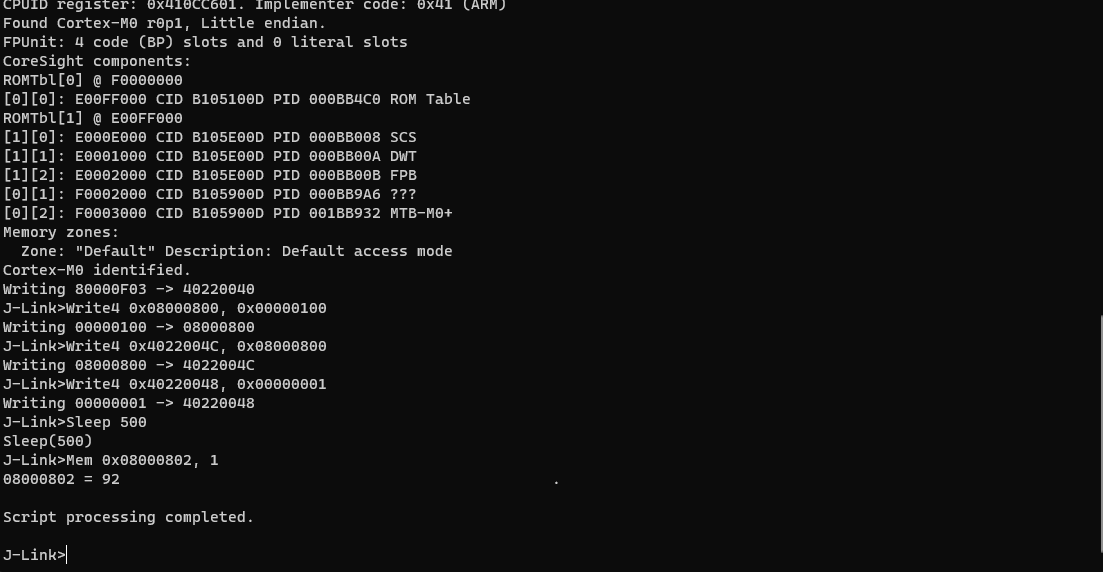 CPUID register: 0x410CC601. Implementer code: 0x41 (ARM)
Found Cortex-M0 r0p1, Little endian.
FPUnit: 4 code (BP) slots and 0 literal slots
CoreSight components:
ROMTbl[0] @ F0000000
[0][0]: E00FF000 CID B105100D PID 000BB4C0 ROM Table
ROMTbl[1] @ E00FF000
[1][0]: E000E000 CID B105E00D PID 000BB008 SCS
[1][1]: E0001000 CID B105E00D PID 000BB00A DWT
[1][2]: E0002000 CID B105E00D PID 000BB00B FPB
[0][1]: F0002000 CID B105900D PID 000BB9A6 ???
[0][2]: F0003000 CID B105900D PID 001BB932 MTB-M0+
Memory zones:
  Zone: "Default" Description: Default access mode
Cortex-M0 identified.
Writing 80000F03 -> 40220040
J-Link>Write4 0x08000800, 0x00000100
Writing 00000100 -> 08000800
J-Link>Write4 0x4022004C, 0x08000800
Writing 08000800 -> 4022004C
J-Link>Write4 0x40220048, 0x00000001
Writing 00000001 -> 40220048
J-Link>Sleep 500
Sleep(500)
J-Link>Mem 0x08000802, 1
08000802 = 92                                                .
Script processing completed.
J-Link>